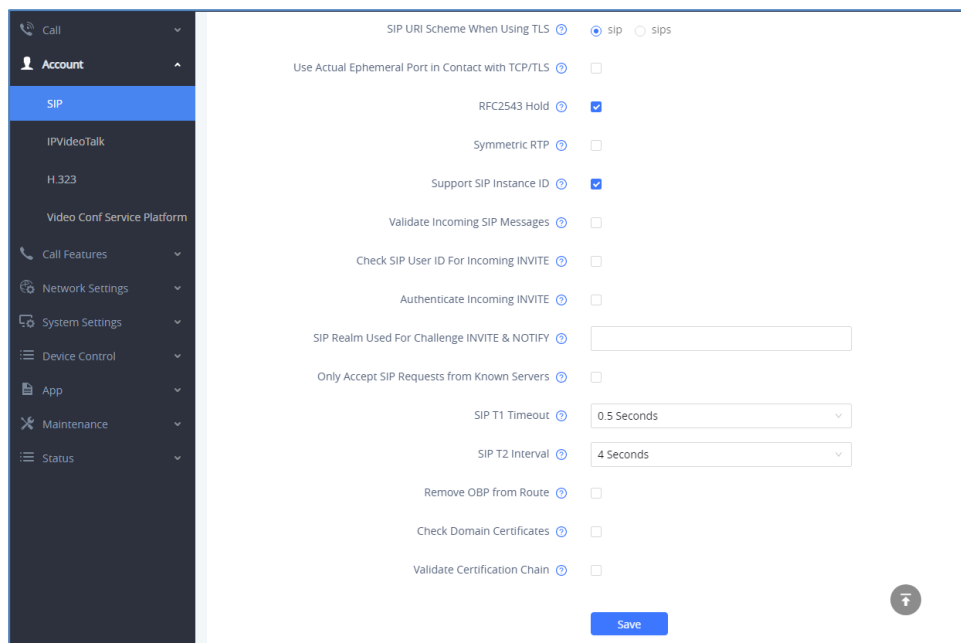 Call
Account
SIP
IPVideoTalk
H.323
Video Conf Service Platform
Call Features
Network Settings
System Settings
Device Control
App
Maintenance
Status
SIP URI Scheme When Using TLS ? sip sips
Use Actual Ephemeral Port in Contact with TCP/TLS ?
RFC2543 Hold ?
Symmetric RTP ?
Support SIP Instance ID ?
Validate Incoming SIP Messages ?
Check SIP User ID For Incoming INVITE ?
Authenticate Incoming INVITE ?
SIP Realm Used For Challenge INVITE & NOTIFY ?
Only Accept SIP Requests from Known Servers ?
SIP T1 Timeout ? 0.5 Seconds
SIP T2 Interval ? 4 Seconds
Remove OBP from Route ?
Check Domain Certificates ?
Validate Certification Chain ?
Save